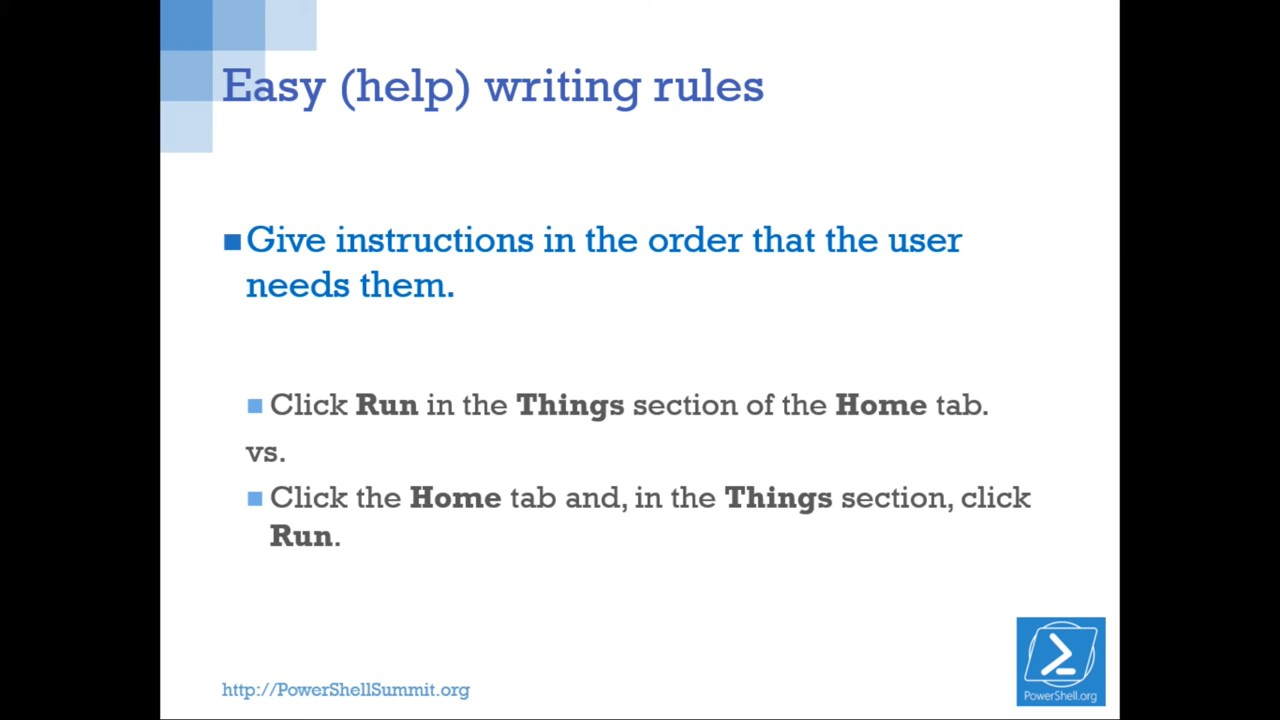 Easy (help) writing rules
Give instructions in the order that the user
needs them.
Click Run in the Things section of the Home tab.
vs.
Click the Home tab and, in the Things section, click
Run.
http://PowerShellSummit.org
PowerShell.org